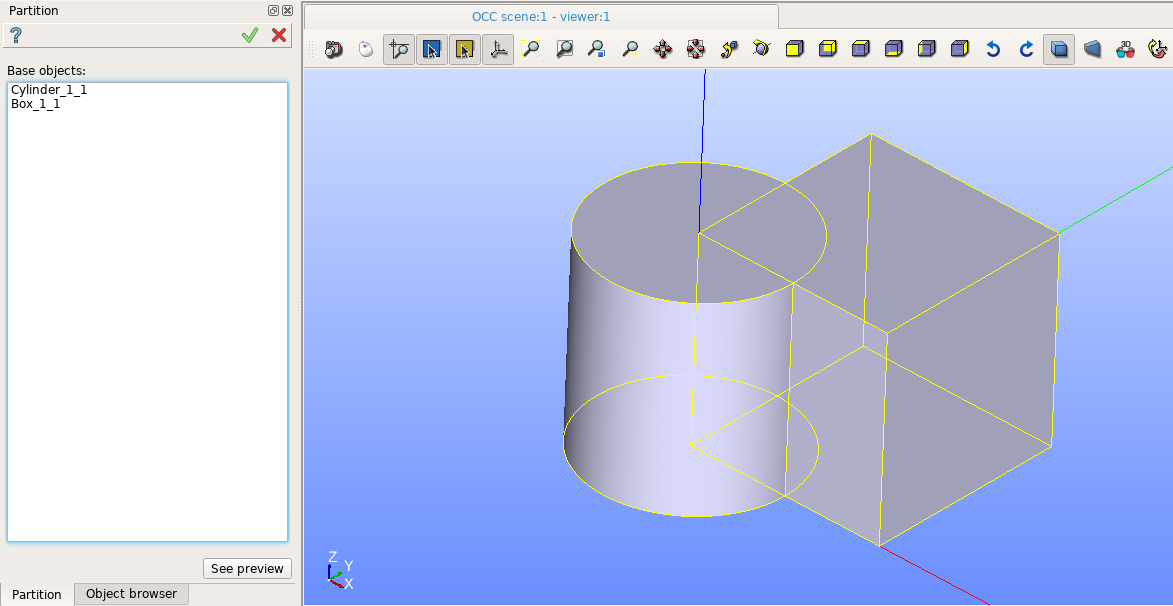 Partition
OCC scene:1 - viewer:1
?
Base objects:
Cylinder_1_1
Box_1_1
See preview
Partition
Object browser
Z
Y
X